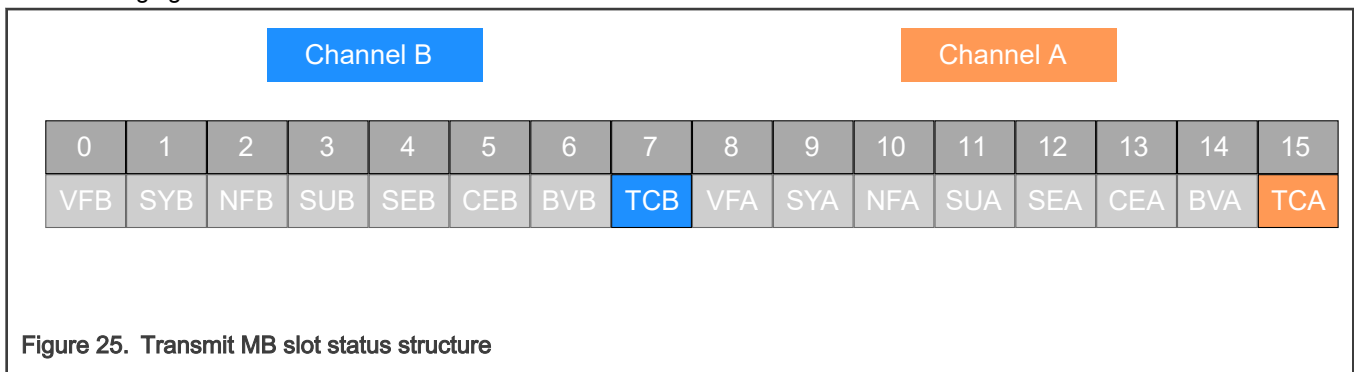 Channel B Channel A
0 1 2 3 4 5 6 7 8 9 10 11 12 13 14 15
VFB SYB NFB SUB SEB CEB BVB TCB VFA SYA NFA SUA SEA CEA BVA TCA
Figure 25. Transmit MB slot status structure